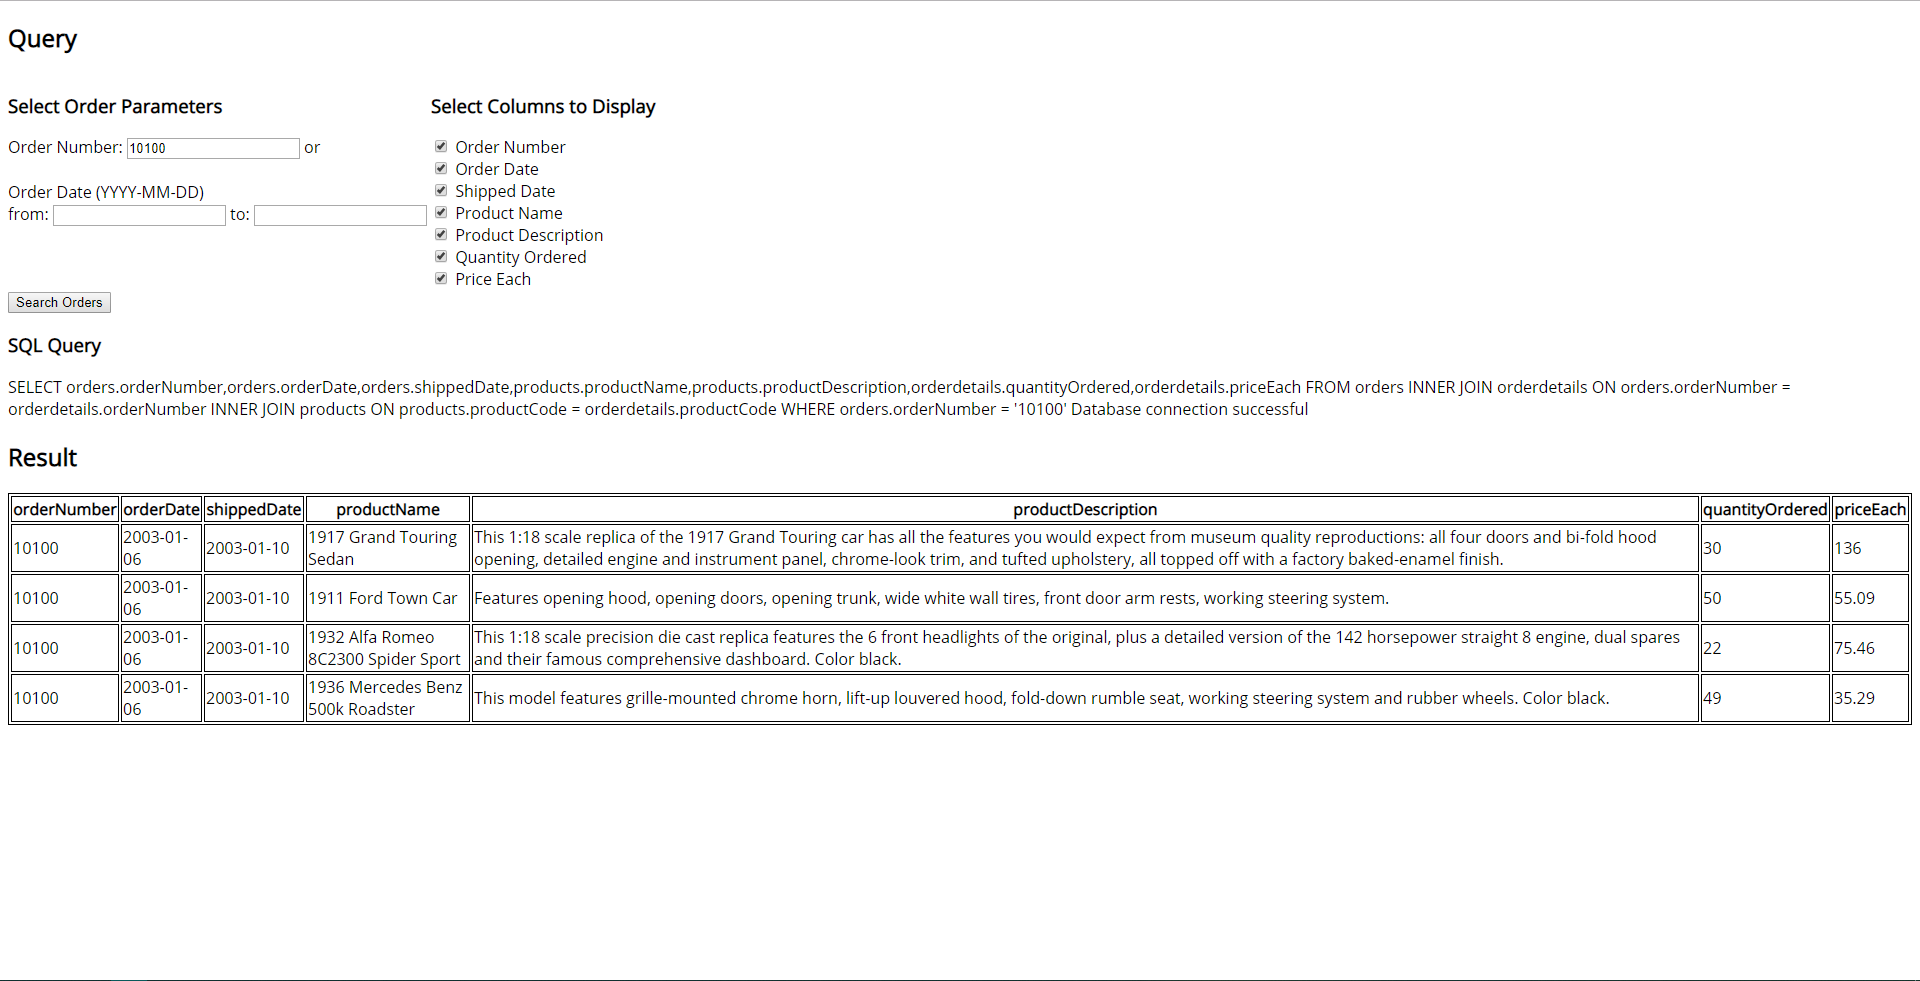 Query
Select Order Parameters
Order Number: 10100 or
Order Date (YYYY-MM-DD)
from: to:
Select Columns to Display
Order Number
Order Date
Shipped Date
Product Name
Product Description
Quantity Ordered
Price Each
Search Orders
SQL Query
SELECT orders.orderNumber,orders.orderDate,orders.shippedDate,products.productName,products.productDescription,orderdetails.quantityOrdered,orderdetails.priceEach FROM orders INNER JOIN orderdetails ON orders.orderNumber =
orderdetails.orderNumber INNER JOIN products ON products.productCode = orderdetails.productCode WHERE orders.orderNumber = '10100' Database connection successful
Result
orderNumber orderDate shippedDate productName productDescription quantityOrdered priceEach
10100 2003-01-
06 2003-01-10 1917 Grand Touring
Sedan This 1:18 scale replica of the 1917 Grand Touring car has all the features you would expect from museum quality reproductions: all four doors and bi-fold hood
opening, detailed engine and instrument panel, chrome-look trim, and tufted upholstery, all topped off with a factory baked-enamel finish. 30 136
10100 2003-01-
06 2003-01-10 1911 Ford Town Car Features opening hood, opening doors, opening trunk, wide white wall tires, front door arm rests, working steering system. 50 55.09
10100 2003-01-
06 2003-01-10 1932 Alfa Romeo
8C2300 Spider Sport This 1:18 scale precision die cast replica features the 6 front headlights of the original, plus a detailed version of the 142 horsepower straight 8 engine, dual spares
and their famous comprehensive dashboard. Color black. 22 75.46
10100 2003-01-
06 2003-01-10 1936 Mercedes Benz
500k Roadster This model features grille-mounted chrome horn, lift-up louvered hood, fold-down rumble seat, working steering system and rubber wheels. Color black. 49 35.29